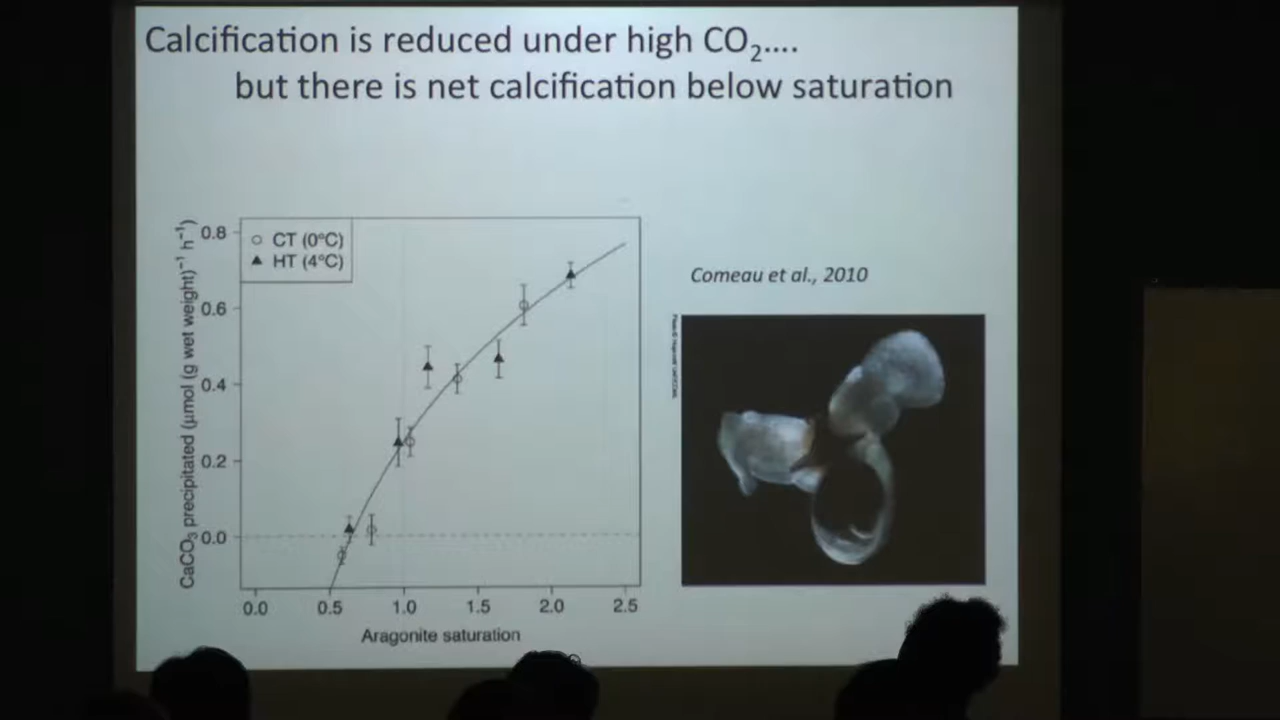 Calcification is reduced under high CO₂....
but there is net calcification below saturation
CaCO₃ precipitated (µmol (g wet weight)⁻¹ h⁻¹)
0.8
0.6
0.4
0.2
0.0
CT (0°C)
HT (4°C)
0.0 0.5 1.0 1.5 2.0 2.5
Aragonite saturation
Comeau et al., 2010